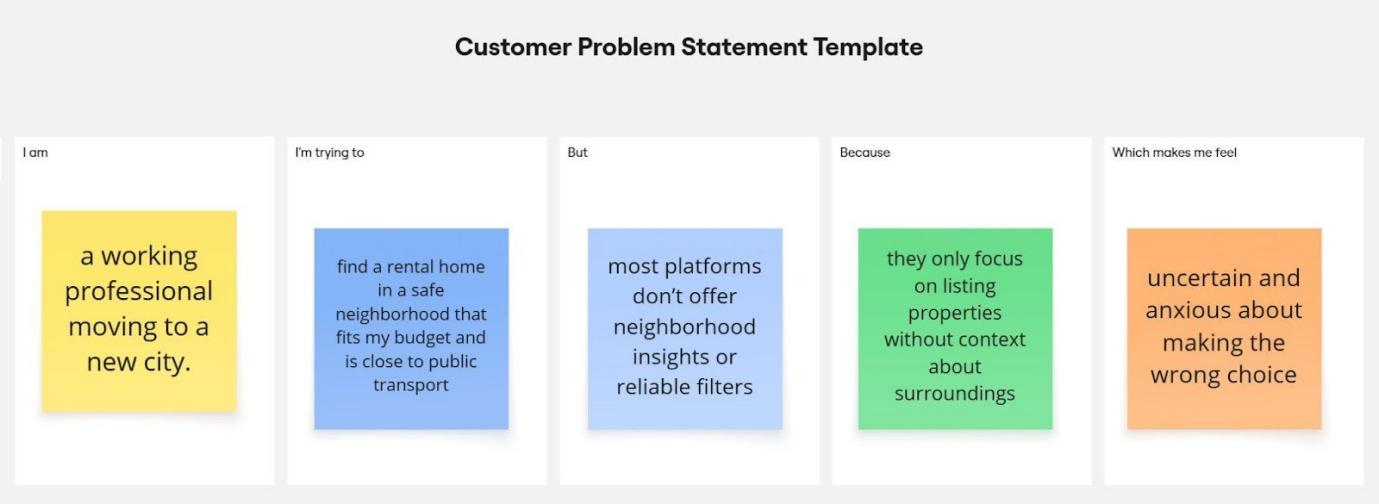 Customer Problem Statement Template
I am
a working
professional
moving to a
new city.
I'm trying to
find a rental home
in a safe
neighborhood that
fits my budget and
is close to public
transport
But
most platforms
don’t offer
neighborhood
insights or
reliable filters
Because
they only focus
on listing
properties
without context
about
surroundings
Which makes me feel
uncertain and
anxious about
making the
wrong choice